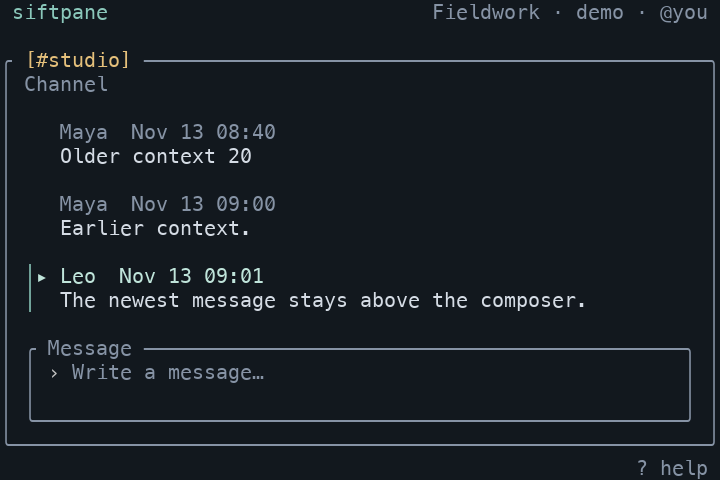 siftpane Fieldwork · demo · @you
[#studio]
Channel
Maya Nov 13 08:40
Older context 20
Maya Nov 13 09:00
Earlier context.
▸ Leo Nov 13 09:01
The newest message stays above the composer.
Message
› Write a message…
? help